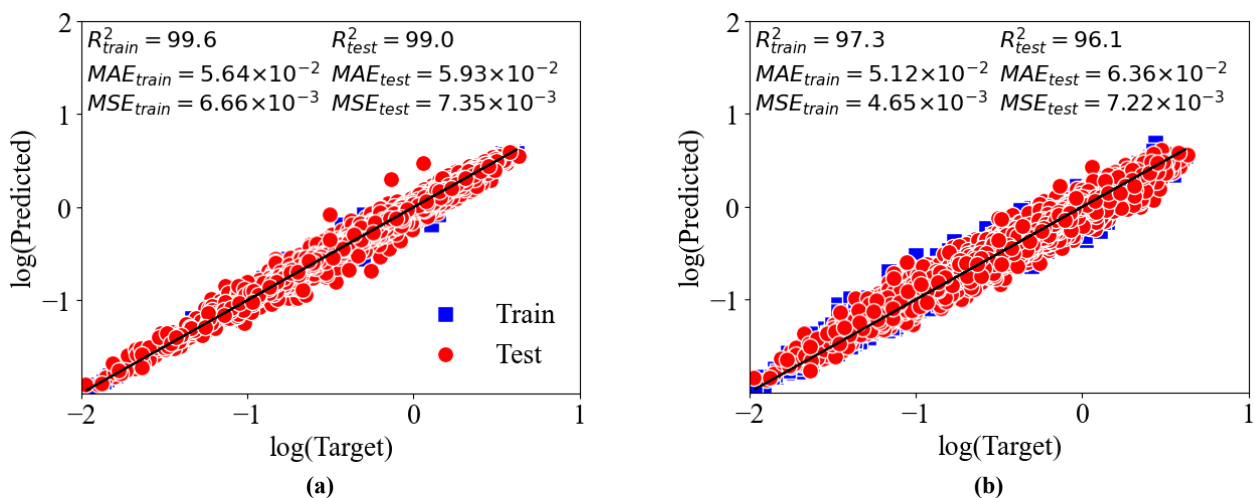 2
R²train = 99.6 R²test = 99.0
MAEtrain = 5.64×10⁻² MAEtest = 5.93×10⁻²
MSEtrain = 6.66×10⁻³ MSEtest = 7.35×10⁻³
1
0
−1
log(Predicted)
Train
Test
−2 −1 0 1
log(Target)
(a)
2
R²train = 97.3 R²test = 96.1
MAEtrain = 5.12×10⁻² MAEtest = 6.36×10⁻²
MSEtrain = 4.65×10⁻³ MSEtest = 7.22×10⁻³
1
0
−1
log(Predicted)
−2 −1 0 1
log(Target)
(b)